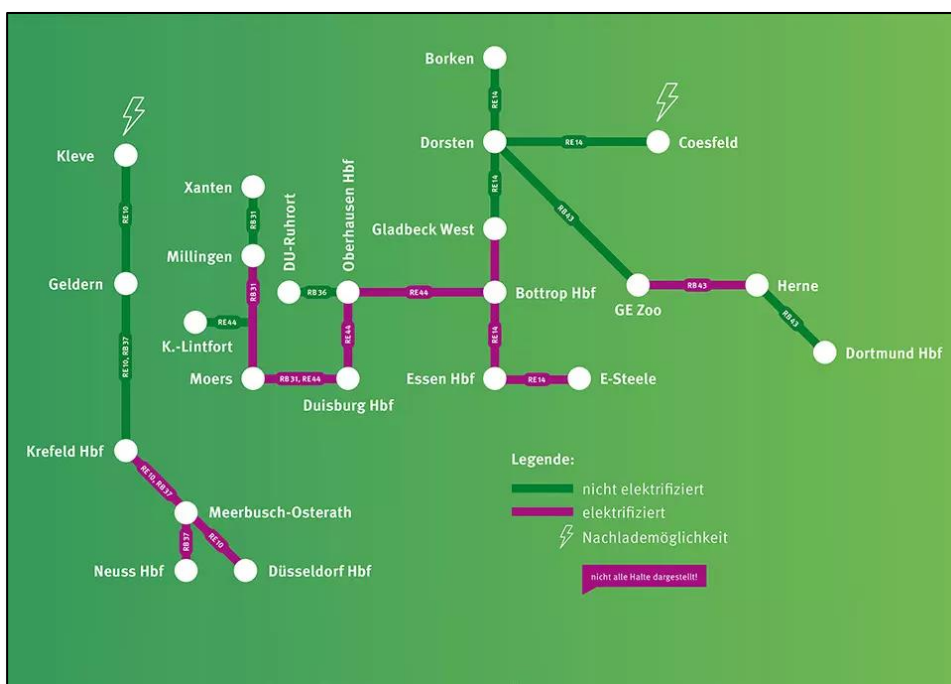 Borken
RE14
Dorsten
RE14
Coesfeld
Kleve
RE14
RB43
Xanten
DU-Ruhrort
Oberhausen Hbf
RE10
RB31
Gladbeck West
Millingen
Geldern
RB31
RB36
RE44
Bottrop Hbf
GE Zoo
RB43
Herne
RE44
K.-Lintfort
RE44
RE14
RB43
Dortmund Hbf
RE10, RB37
Moers
RB31, RE44
Duisburg Hbf
Essen Hbf
RE14
E-Steele
Krefeld Hbf
RE10, RB37
Meerbusch-Osterath
RB37
RE10
Neuss Hbf
Düsseldorf Hbf
Legende:
nicht elektrifiziert
elektrifiziert
Nachlademöglichkeit
nicht alle Halte dargestellt!